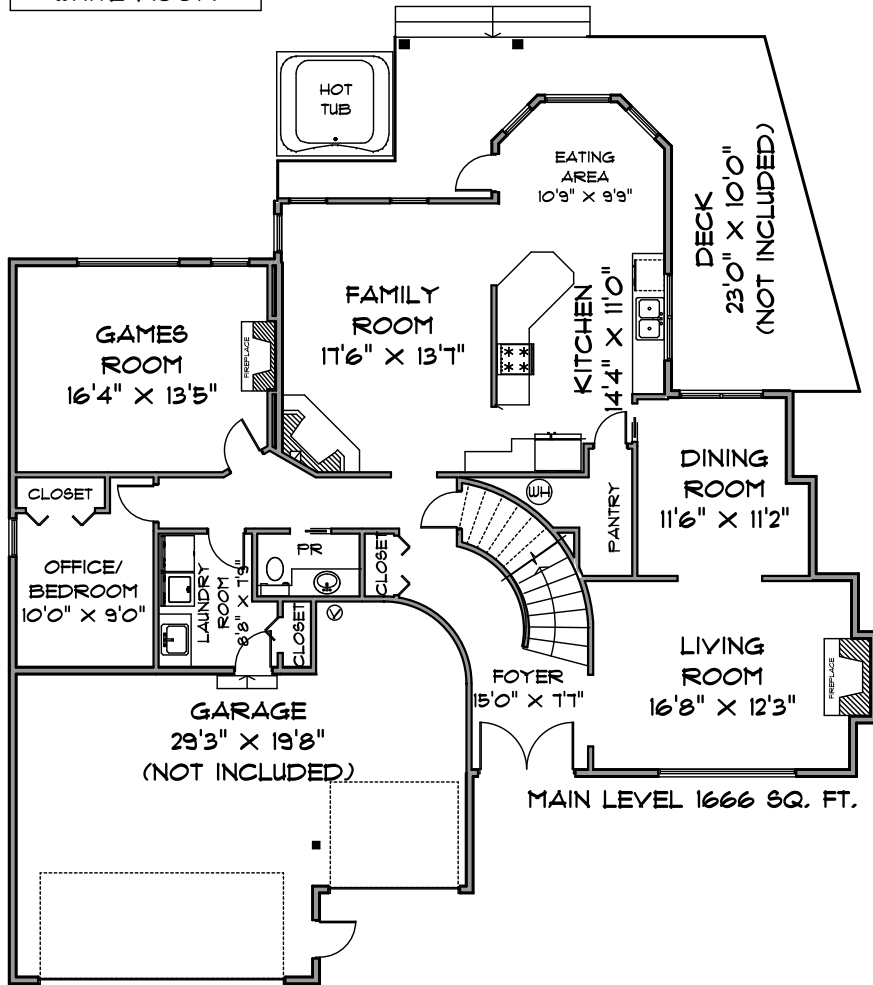 HOT
TUB
EATING
AREA
10'9" X 9'9"
DECK
23'0" X 10'0"
(NOT INCLUDED)
FAMILY
ROOM
17'6" X 13'7"
KITCHEN
14'4" X 11'0"
GAMES
ROOM
16'4" X 13'5"
FIREPLACE
DINING
ROOM
11'6" X 11'2"
CLOSET
WH
PANTRY
OFFICE/
BEDROOM
10'0" X 9'0"
LAUNDRY
ROOM
8'8" X 7'9"
PR
CLOSET
CLOSET
V
LIVING
ROOM
16'8" X 12'3"
FIREPLACE
FOYER
15'0" X 7'7"
GARAGE
29'3" X 19'8"
(NOT INCLUDED)
MAIN LEVEL 1666 SQ. FT.